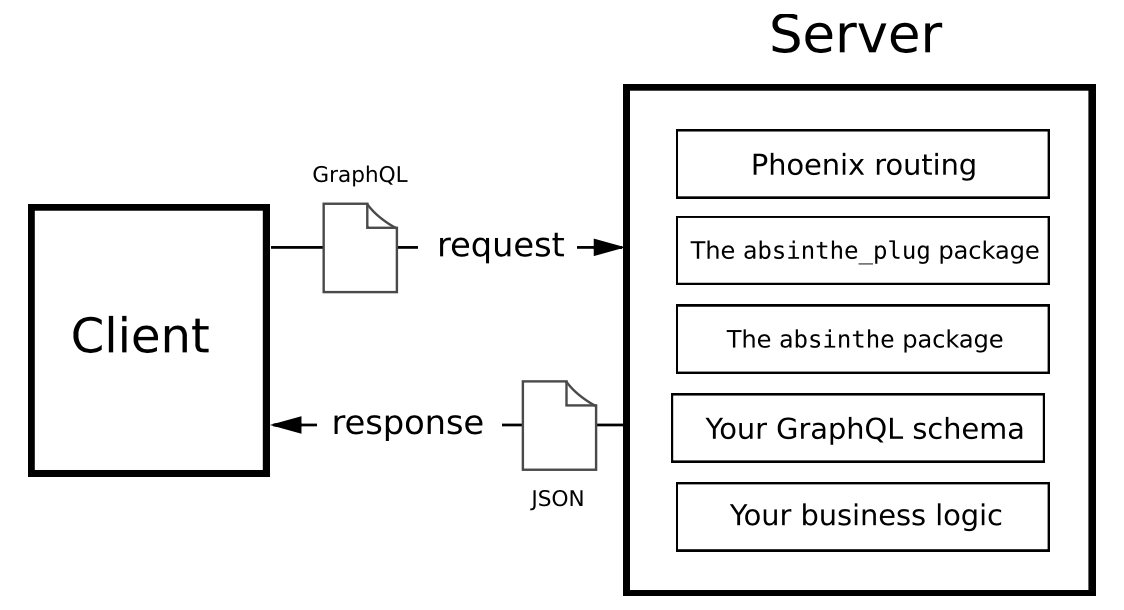 Server
GraphQL
request
Client
response
JSON
Phoenix routing
The absinthe_plug package
The absinthe package
Your GraphQL schema
Your business logic